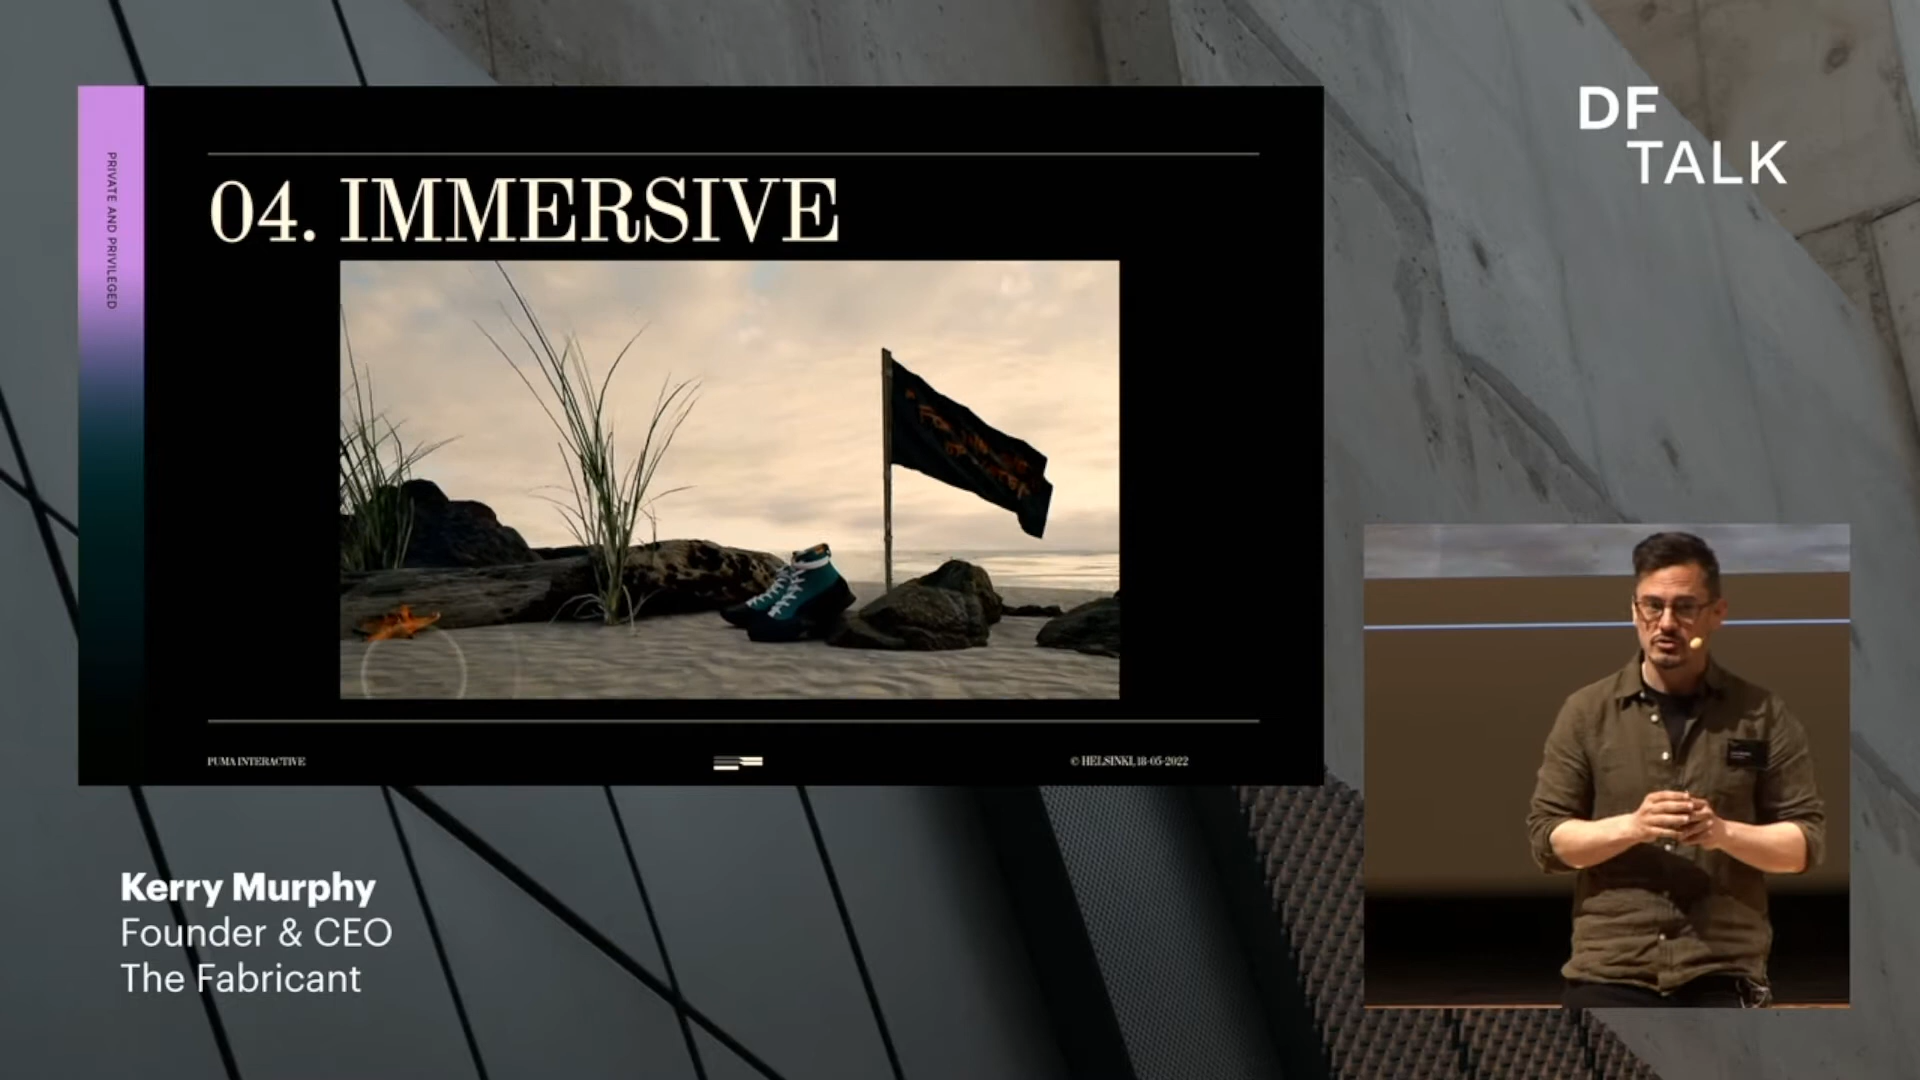 DF
TALK
PRIVATE AND PRIVILEGED
04. IMMERSIVE
PUMA INTERACTIVE
© HELSINKI, 18-05-2022
Kerry Murphy
Founder & CEO
The Fabricant